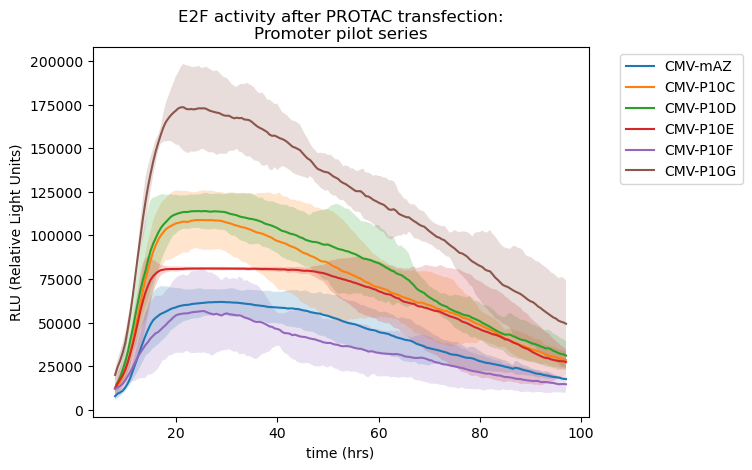 E2F activity after PROTAC transfection:
Promoter pilot series
RLU (Relative Light Units)
200000
175000
150000
125000
100000
75000
50000
25000
0
20
40
60
80
100
time (hrs)
CMV-mAZ
CMV-P10C
CMV-P10D
CMV-P10E
CMV-P10F
CMV-P10G